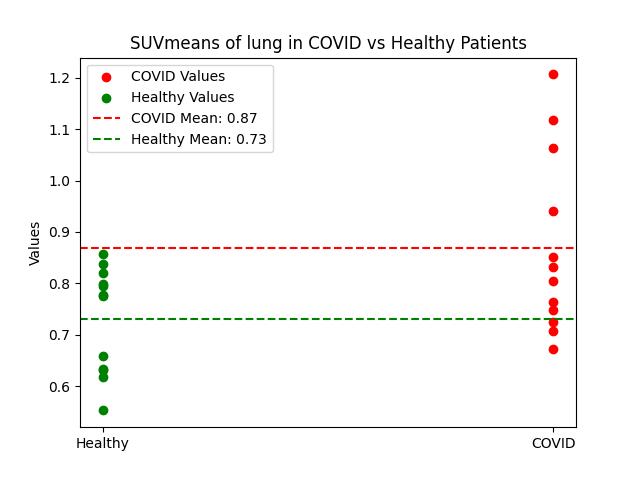 SUVmeans of lung in COVID vs Healthy Patients
COVID Values
Healthy Values
COVID Mean: 0.87
Healthy Mean: 0.73
Values
1.2
1.1
1.0
0.9
0.8
0.7
0.6
Healthy
COVID